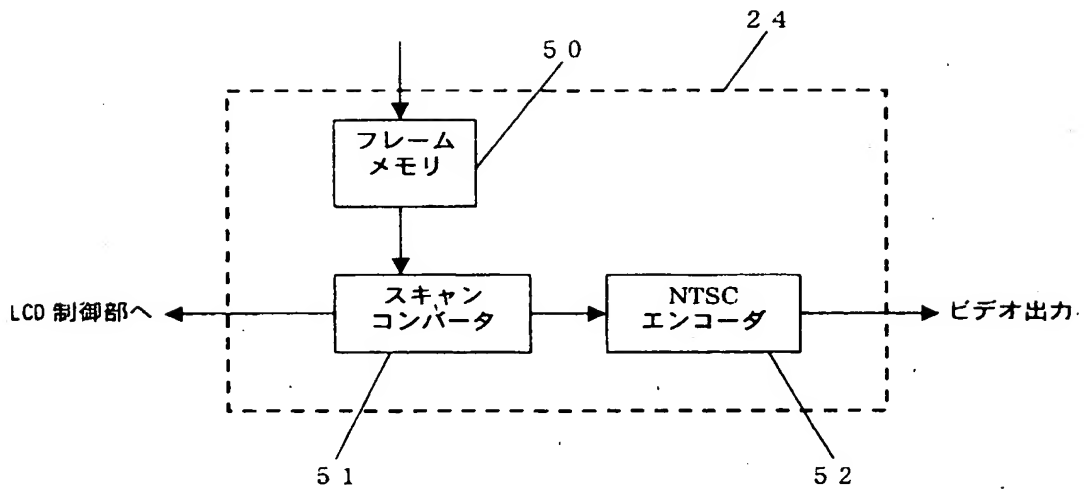 ２４
５０
フレーム
メモリ
LCD 制御部へ
スキャン
コンバータ
NTSC
エンコーダ
ビデオ出力
５１
５２